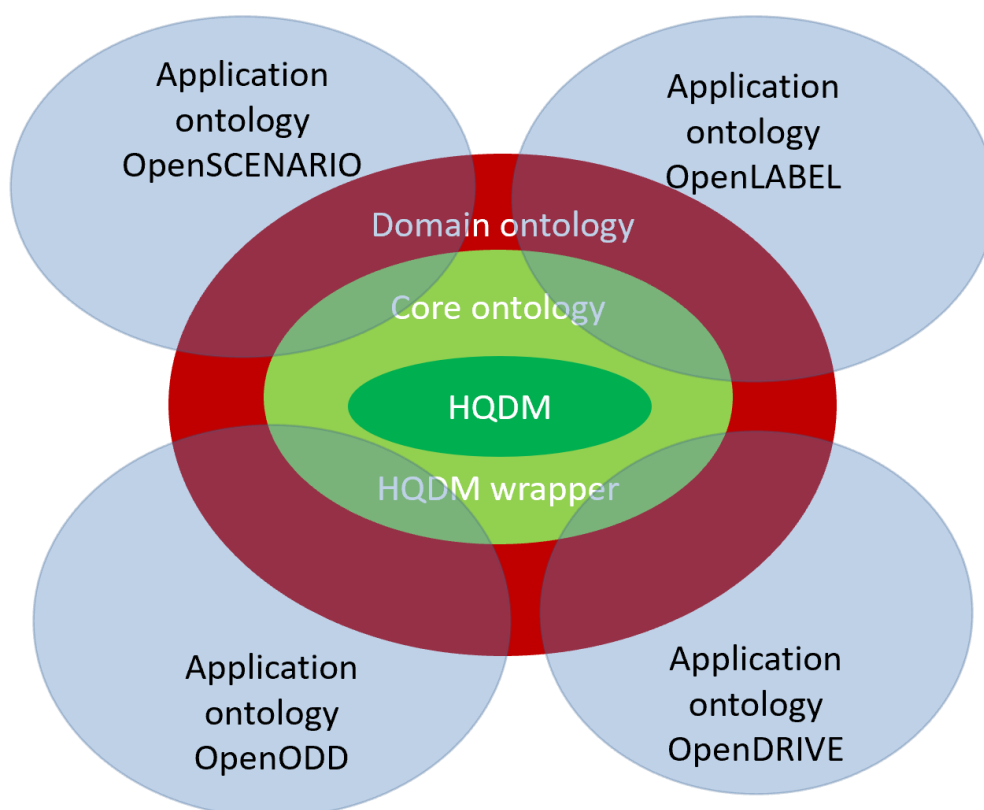 Application
ontology
OpenSCENARIO
Application
ontology
OpenLABEL
Domain ontology
Core ontology
HQDM
HQDM wrapper
Application
ontology
OpenODD
Application
ontology
OpenDRIVE